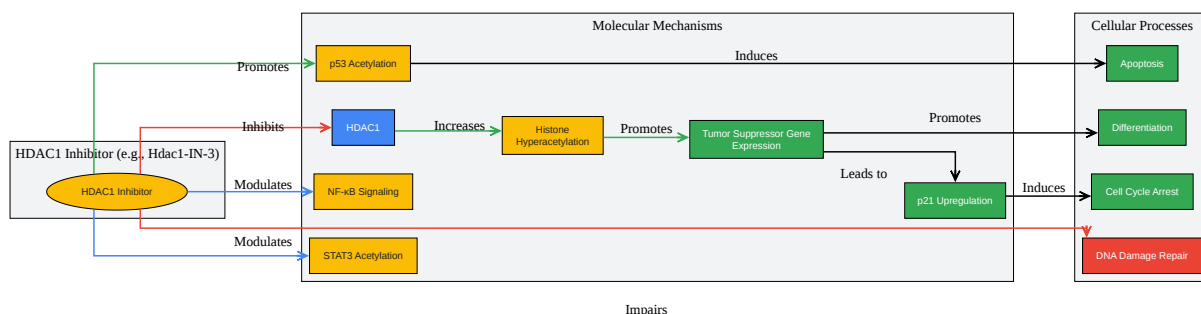 Molecular Mechanisms
Cellular Processes
p53 Acetylation
Induces
Apoptosis
Promotes
Inhibits
HDAC1
Increases
Histone
Hyperacetylation
Promotes
Tumor Suppressor Gene
Expression
Promotes
Differentiation
HDAC1 Inhibitor (e.g., Hdac1-IN-3)
HDAC1 Inhibitor
Modulates
NF-κB Signaling
Leads to
p21 Upregulation
Induces
Cell Cycle Arrest
Modulates
STAT3 Acetylation
DNA Damage Repair
Impairs